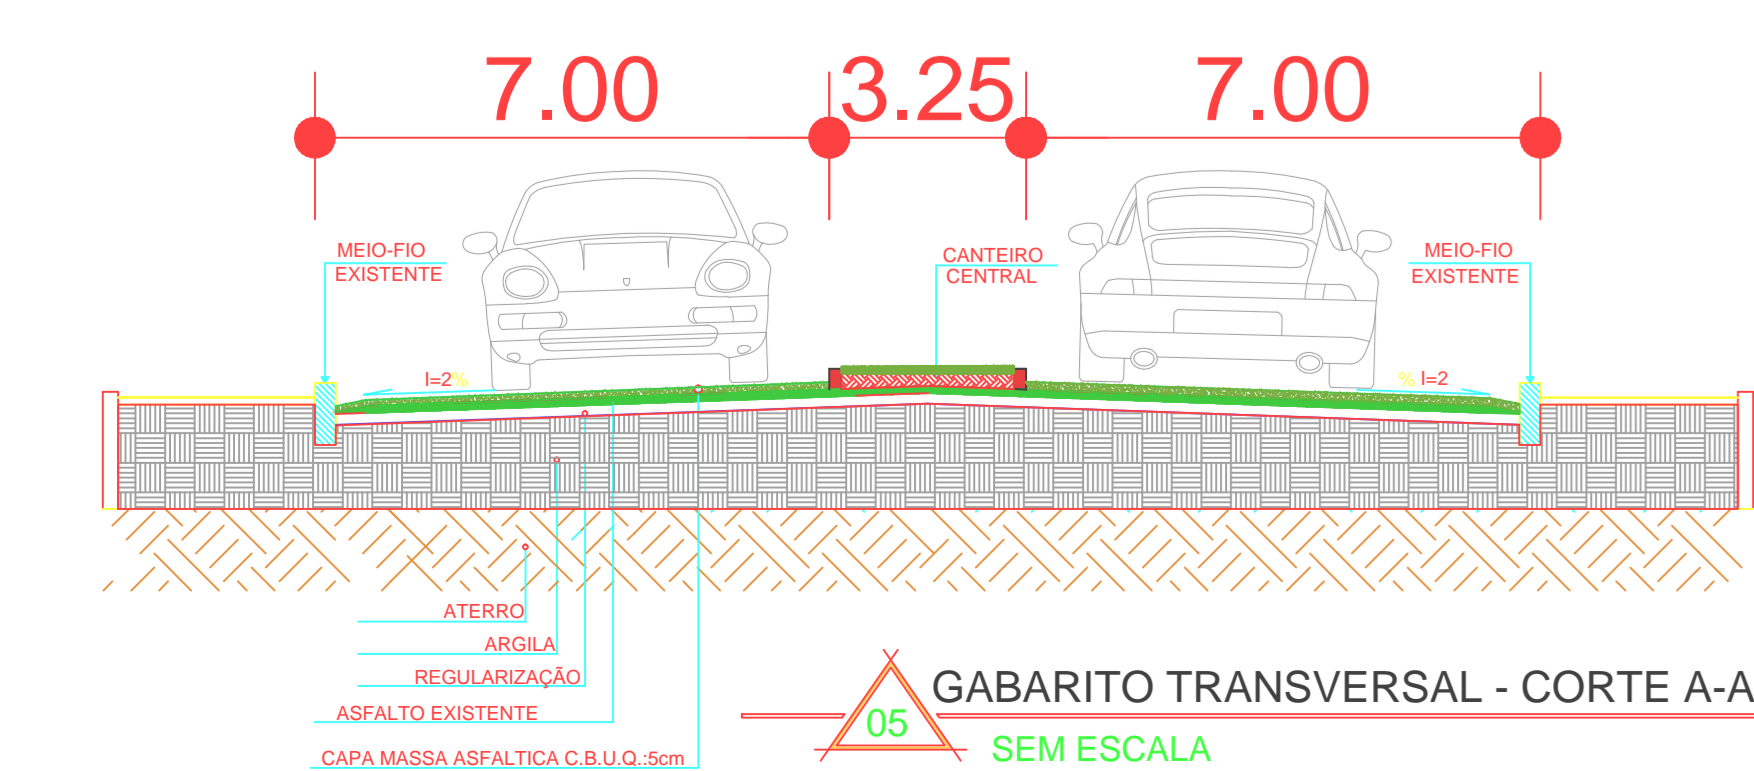 7.00 3.25 7.00
MEIO-FIO
EXISTENTE
CANTEIRO
CENTRAL
MEIO-FIO
EXISTENTE
I=2%
% I=2
ATERRO
ARGILA
REGULARIZAÇÃO
ASFALTO EXISTENTE
CAPA MASSA ASFALTICA C.B.U.Q.:5cm
05
GABARITO TRANSVERSAL - CORTE A-A
SEM ESCALA